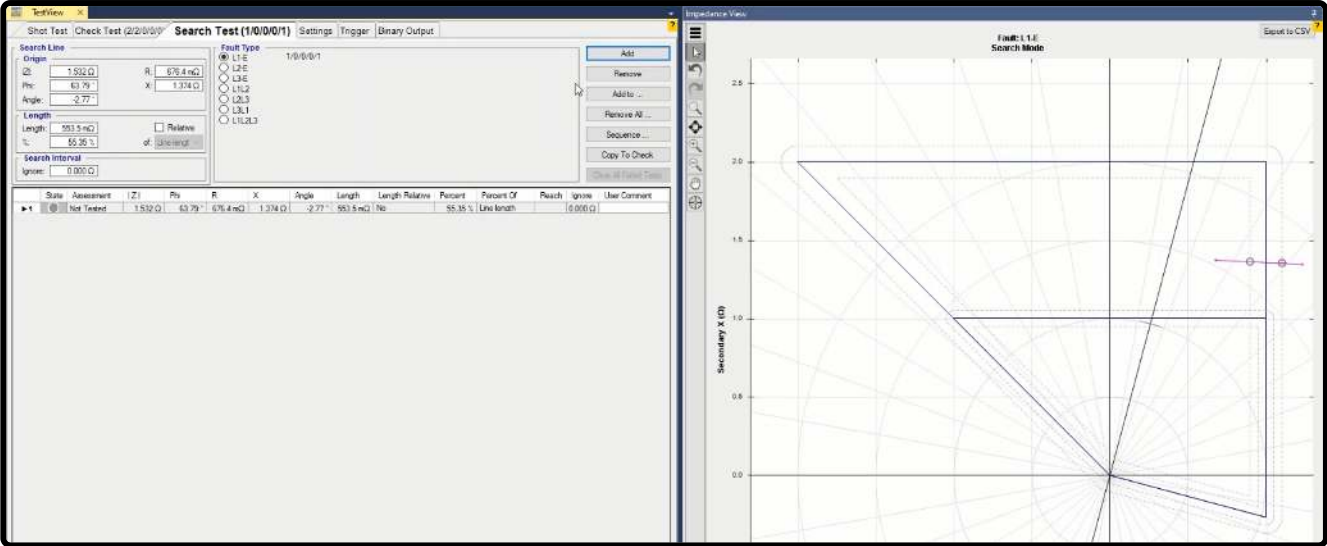 TestView ×
Shot Test Check Test (2/2/0/0/0) Search Test (1/0/0/0/1) Settings Trigger Binary Output
Search Line
Origin
|Z|: 1.532 Ω R: 676.4 mΩ
Phi: 63.79 ° X: 1.374 Ω
Angle: -2.77 °
Length
Length: 553.5 mΩ Relative
%: 55.35 % of: Line lengt
Search Interval
Ignore: 0.000 Ω
Fault Type
L1-E 1/0/0/0/1
L2-E
L3-E
L1L2
L2L3
L3L1
L1L2L3
Add
Remove
Add to ...
Remove All ...
Sequence ...
Copy To Check
Clear All Failed Tests
State Assessment |Z| Phi R X Angle Length Length Relative Percent Percent Of Reach Ignore User Comment
1 Not Tested 1.532 Ω 63.79 ° 676.4 mΩ 1.374 Ω -2.77 ° 553.5 mΩ No 55.35 % Line length 0.000 Ω
Impedance View
Export to CSV
Fault: L1-E
Search Mode
2.5
2.0
1.5
1.0
0.5
0.0
Secondary X (Ω)